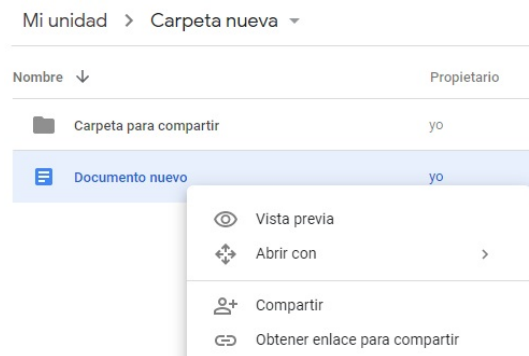 Mi unidad > Carpeta nueva
Nombre Propietario
Carpeta para compartir yo
Documento nuevo yo
Vista previa
Abrir con
Compartir
Obtener enlace para compartir